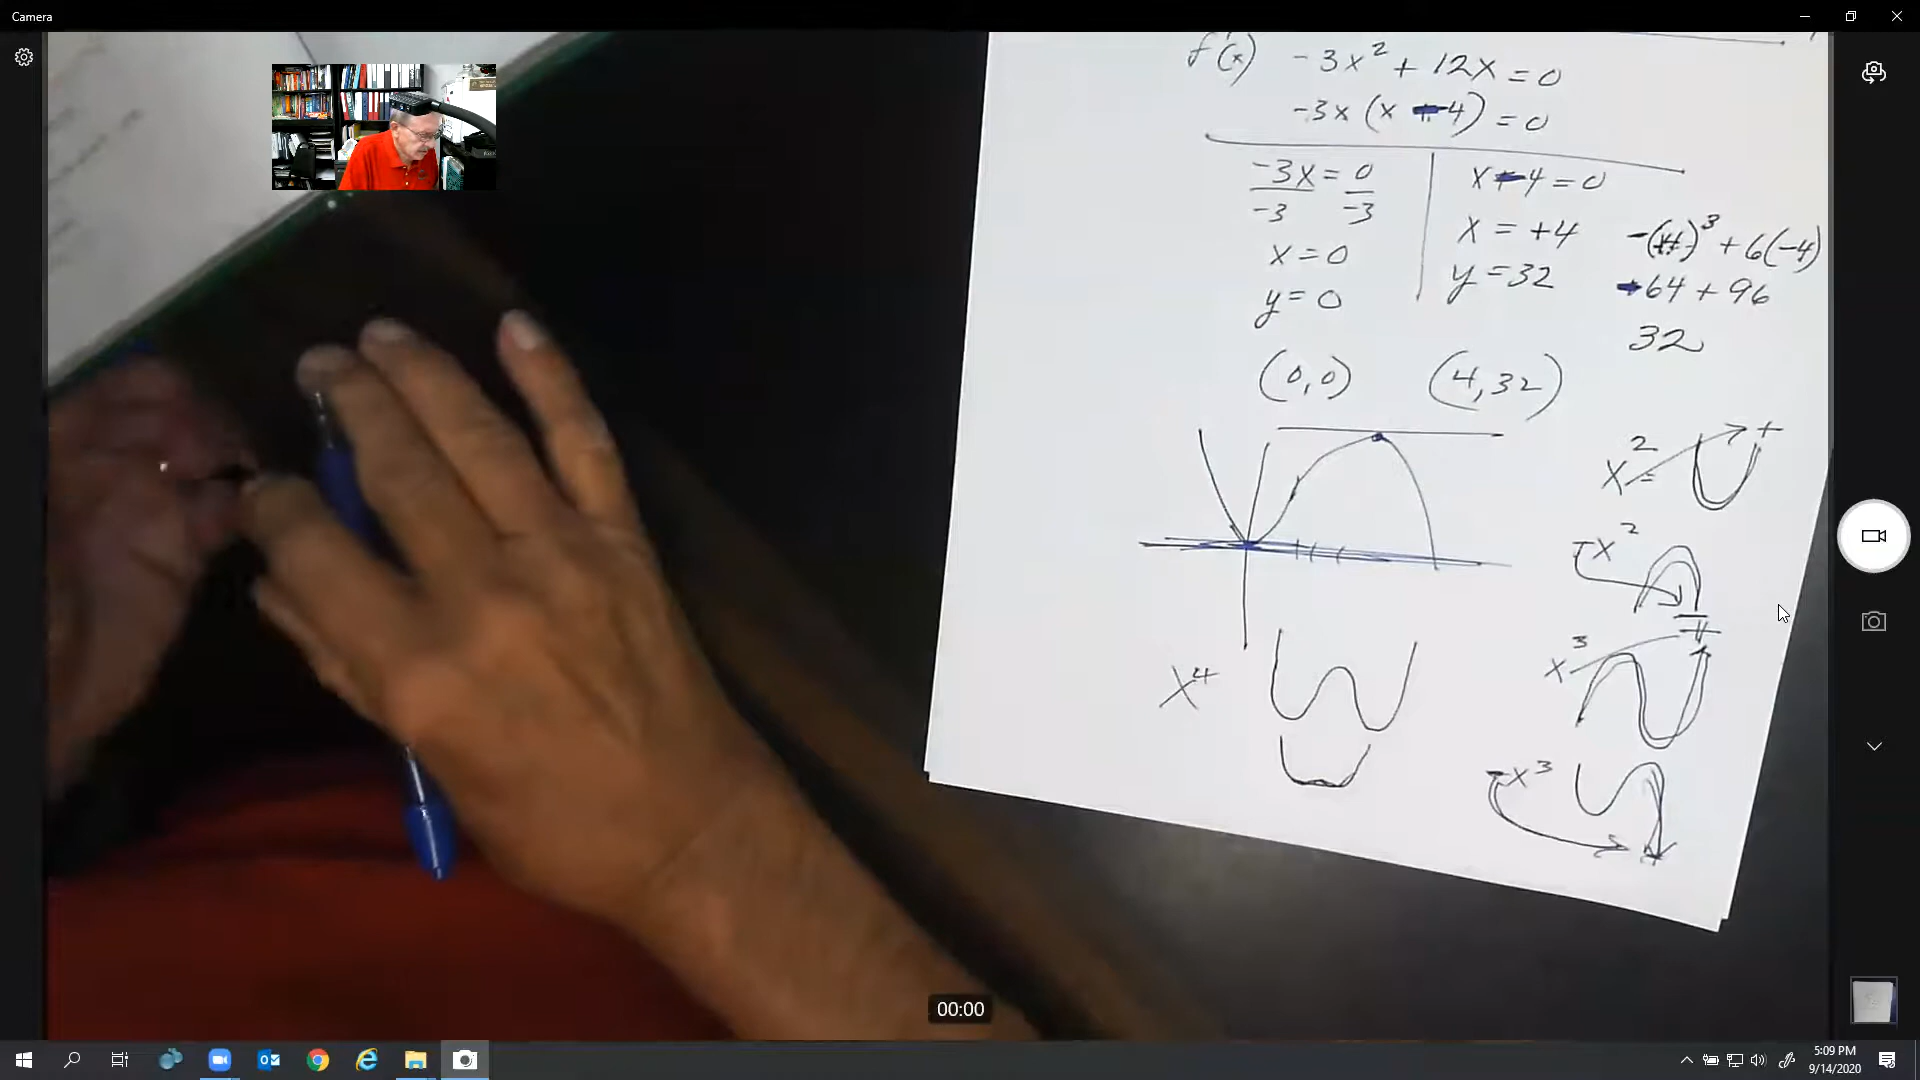 Camera
f'(x) -3x² + 12x = 0
-3x (x - 4) = 0
-3x = 0
-3 -3
x = 0
y = 0
x - 4 = 0
x = +4
y = 32
+ 6(-4)
-64 + 96
32
(0,0) (4,32)
x² +
-x²
x³ +
x⁴
-x³
00:00
5:09 PM
9/14/2020